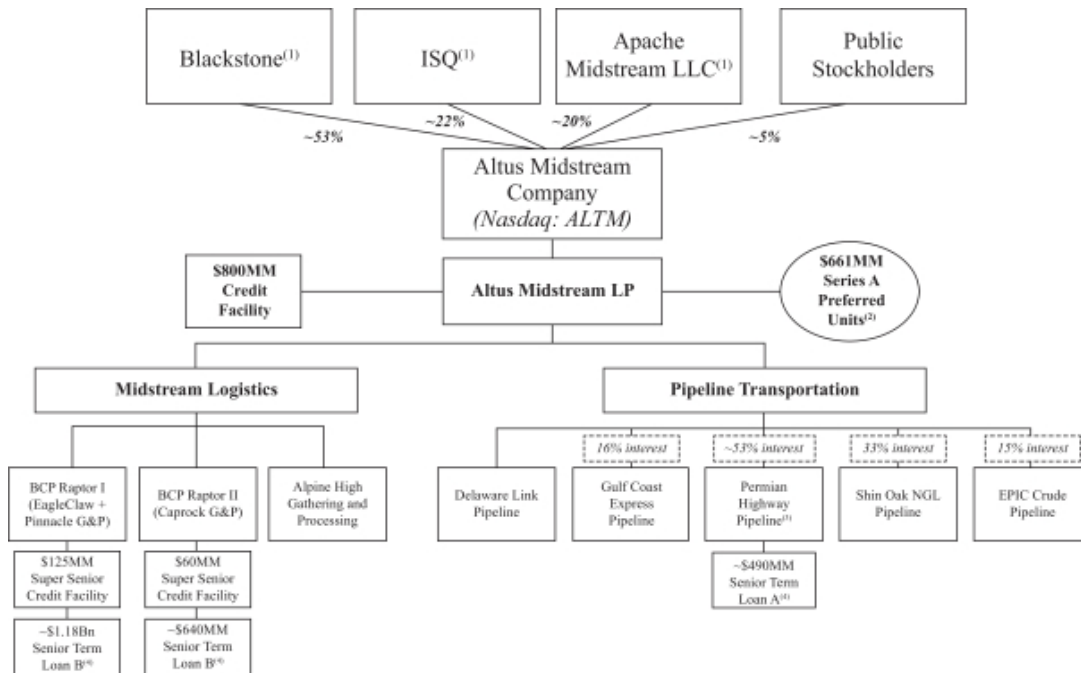 Blackstone(1)
ISQ(1)
Apache
Midstream LLC(1)
Public
Stockholders
~53%
~22%
~20%
~5%
Altus Midstream
Company
(Nasdaq: ALTM)
$800MM
Credit
Facility
Altus Midstream LP
$661MM
Series A
Preferred
Units(2)
Midstream Logistics
Pipeline Transportation
16% interest
~53% interest
33% interest
15% interest
BCP Raptor I
(EagleClaw +
Pinnacle G&P)
BCP Raptor II
(Caprock G&P)
Alpine High
Gathering and
Processing
Delaware Link
Pipeline
Gulf Coast
Express
Pipeline
Permian
Highway
Pipeline(3)
Shin Oak NGL
Pipeline
EPIC Crude
Pipeline
$125MM
Super Senior
Credit Facility
$60MM
Super Senior
Credit Facility
~$490MM
Senior Term
Loan A(4)
~$1.18Bn
Senior Term
Loan B(4)
~$640MM
Senior Term
Loan B(4)